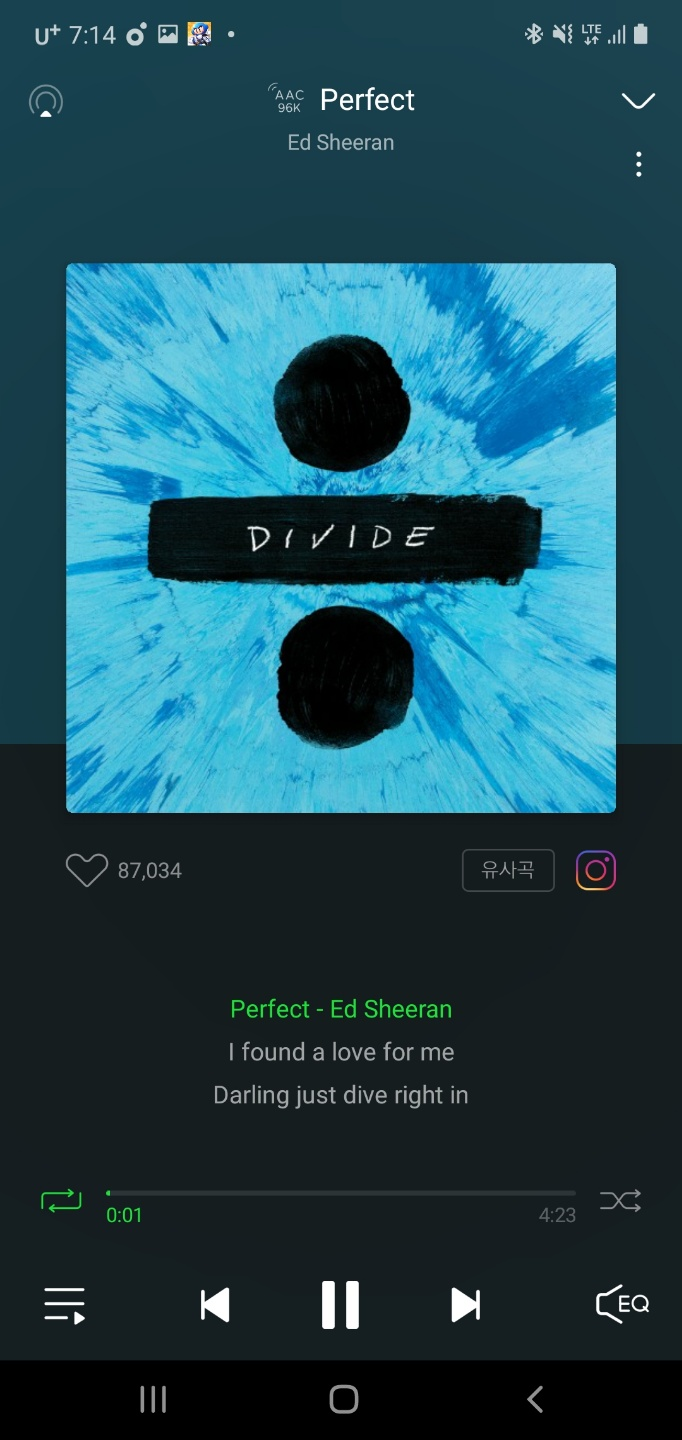 U+ 7:14 LTE
AAC 96K Perfect
Ed Sheeran
DIVIDE
87,034 유사곡
Perfect - Ed Sheeran
I found a love for me
Darling just dive right in
0:01 4:23
EQ